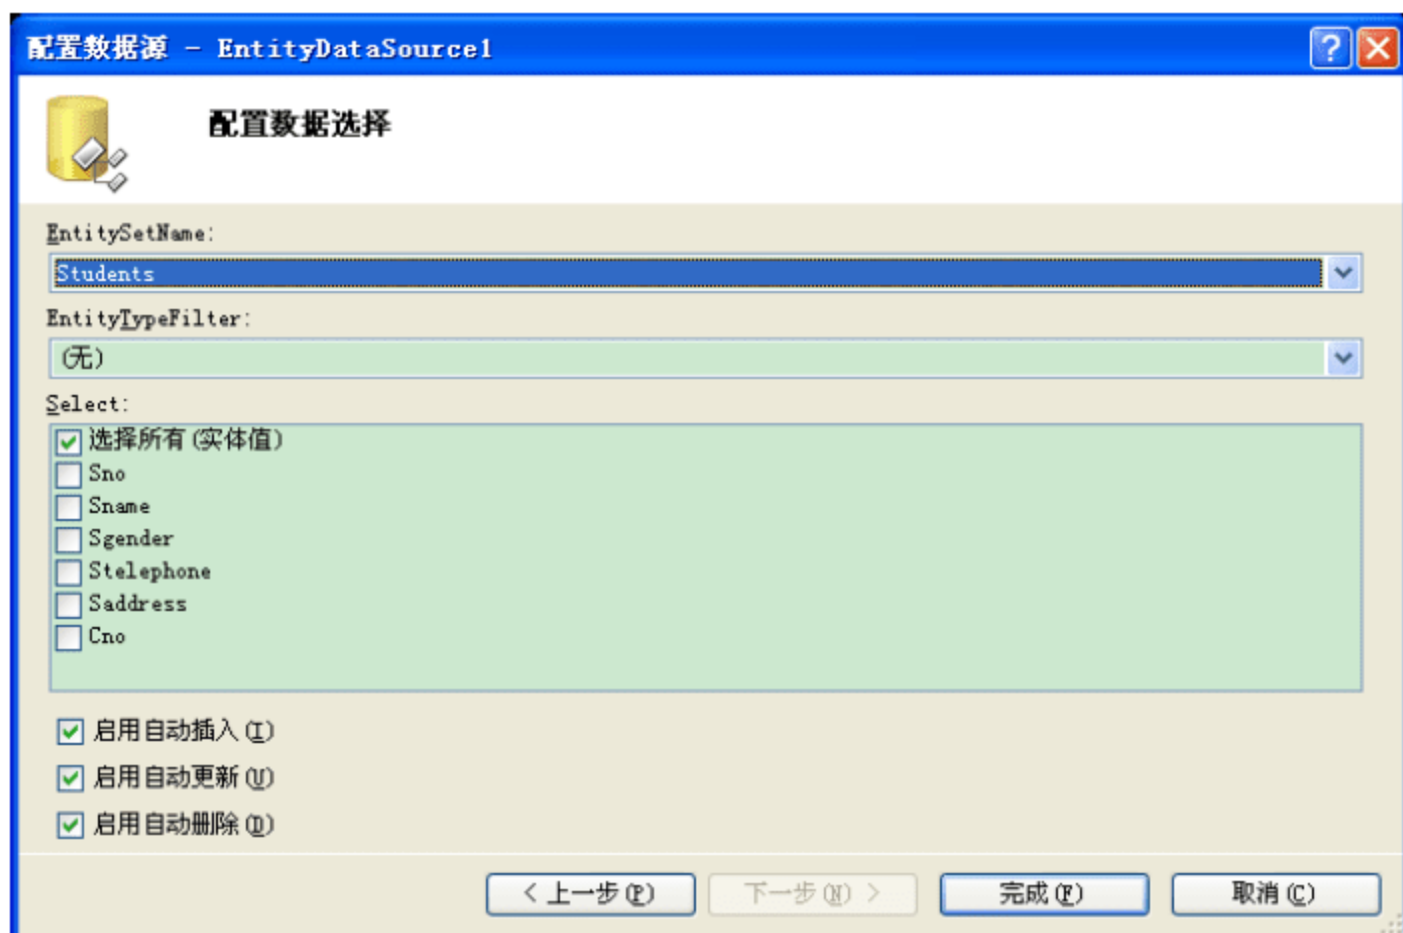 配置数据源 - EntityDataSource1
配置数据选择
EntitySetName:
Students
EntityTypeFilter:
(无)
Select:
选择所有(实体值)
Sno
Sname
Sgender
Stelephone
Saddress
Cno
启用自动插入(I)
启用自动更新(U)
启用自动删除(D)
< 上一步(P) 下一步(N) > 完成(F) 取消(C)